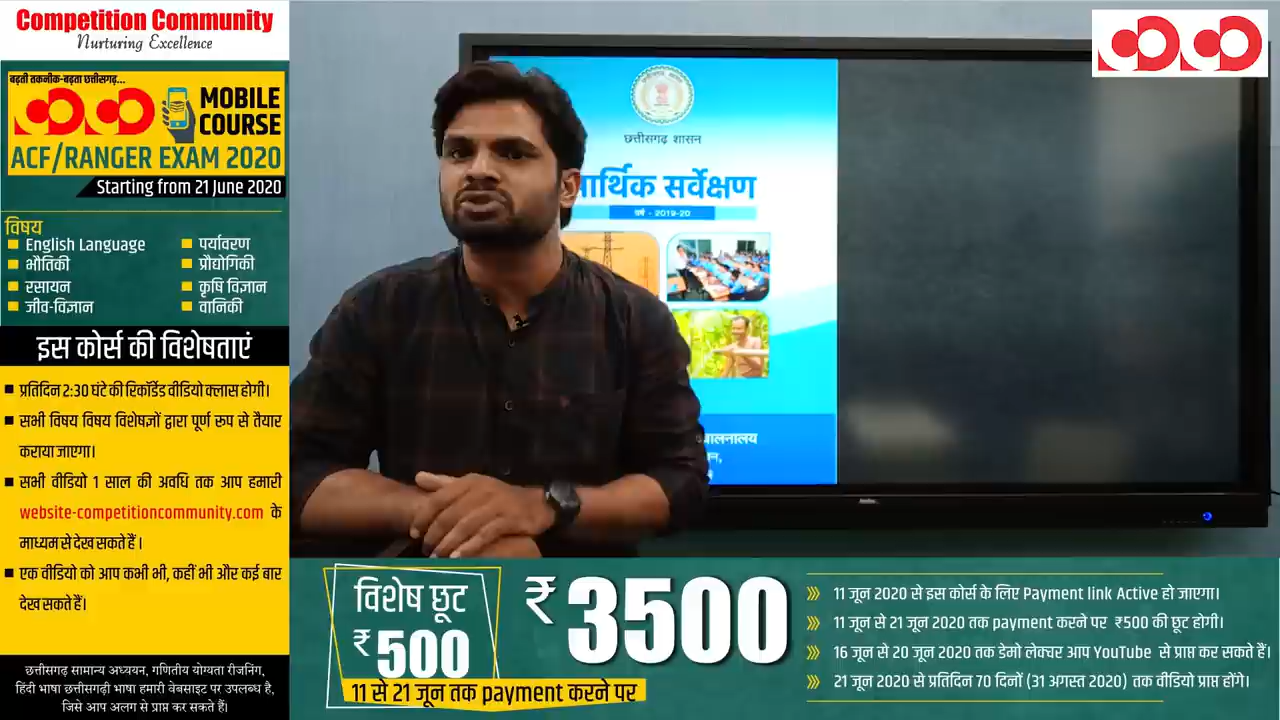 Competition Community
Nurturing Excellence
बढ़ती तकनीक-बढ़ता छत्तीसगढ़...
MOBILE
COURSE
ACF/RANGER EXAM 2020
Starting from 21 June 2020
विषय
English Language
भौतिकी
रसायन
जीव-विज्ञान
पर्यावरण
प्रौद्योगिकी
कृषि विज्ञान
वानिकी
इस कोर्स की विशेषताएं
प्रतिदिन 2:30 घंटे की रिकॉर्डेड वीडियो क्लास होगी।
सभी विषय विषय विशेषज्ञों द्वारा पूर्ण रूप से तैयार
कराया जाएगा।
सभी वीडियो 1 साल की अवधि तक आप हमारी
website-competitioncommunity.com के
माध्यम से देख सकते हैं ।
एक वीडियो को आप कभी भी, कहीं भी और कई बार
देख सकते हैं।
छत्तीसगढ़ सामान्य अध्ययन, गणितीय योग्यता रीजनिंग,
हिंदी भाषा छत्तीसगढ़ी भाषा हमारी वेबसाइट पर उपलब्ध है,
जिसे आप अलग से प्राप्त कर सकते हैं।
छत्तीसगढ़ शासन
सर्वेक्षण
वर्ष - 2019-20
विशेष छूट
₹500
11 से 21 जून तक payment करने पर
₹3500
11 जून 2020 से इस कोर्स के लिए Payment link Active हो जाएगा।
11 जून से 21 जून 2020 तक payment करने पर ₹500 की छूट होगी।
16 जून से 20 जून 2020 तक डेमो लेक्चर आप YouTube से प्राप्त कर सकते हैं।
21 जून 2020 से प्रतिदिन 70 दिनों (31 अगस्त 2020) तक वीडियो प्राप्त होंगे।